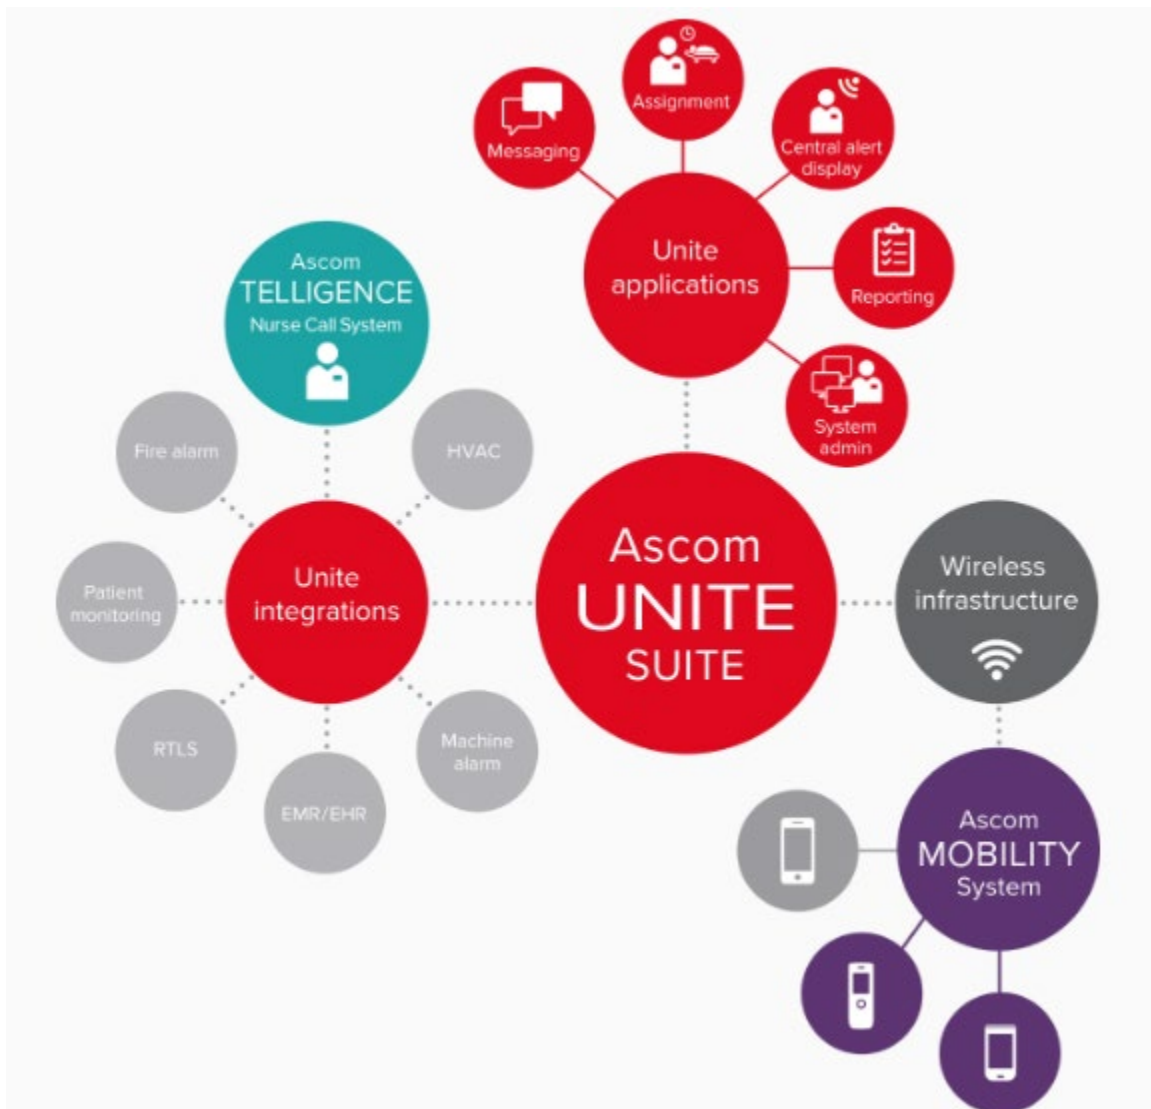 Assignment
Messaging
Central alert
display
Unite
applications
Reporting
System
admin
Ascom
TELLIGENCE
Nurse Call System
Fire alarm
HVAC
Unite
integrations
Patient
monitoring
RTLS
EMR/EHR
Machine
alarm
Ascom
UNITE
SUITE
Wireless
infrastructure
Ascom
MOBILITY
System